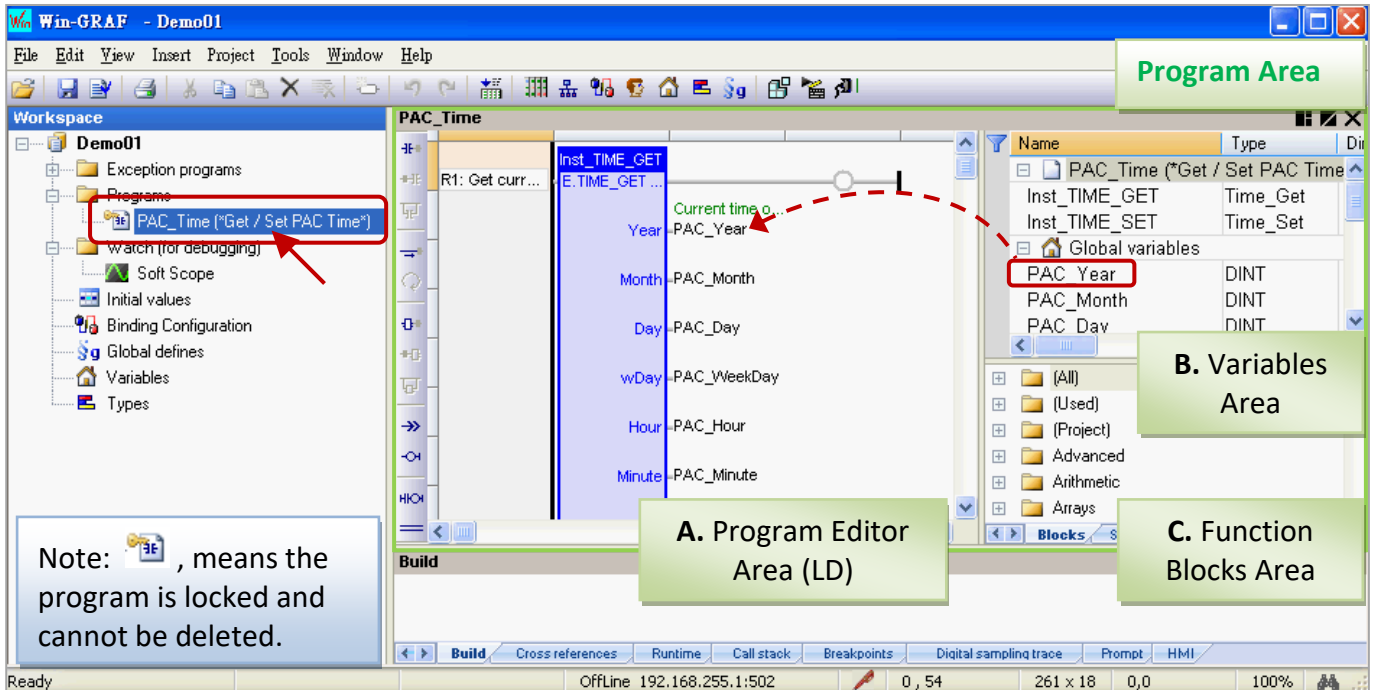 Win-GRAF - Demo01
File Edit View Insert Project Tools Window Help
Program Area
Workspace
Demo01
Exception programs
Programs
PAC_Time (*Get / Set PAC Time*)
Watch (for debugging)
Soft Scope
Initial values
Binding Configuration
Global defines
Variables
Types
Note: , means the
program is locked and
cannot be deleted.
PAC_Time
R1: Get curr...
Inst_TIME_GET
E.TIME_GET ...
Current time o...
Year PAC_Year
Month PAC_Month
Day PAC_Day
wDay PAC_WeekDay
Hour PAC_Hour
Minute PAC_Minute
A. Program Editor
Area (LD)
Name Type
PAC_Time (*Get / Set PAC Time
Inst_TIME_GET Time_Get
Inst_TIME_SET Time_Set
Global variables
PAC_Year DINT
PAC_Month DINT
PAC_Day DINT
B. Variables
Area
(All)
(Used)
(Project)
Advanced
Arithmetic
Arrays
Blocks
C. Function
Blocks Area
Build
Build Cross references Runtime Call stack Breakpoints Digital sampling trace Prompt HMI
Ready OffLine 192.168.255.1:502 0 , 54 261 x 18 0,0 100%